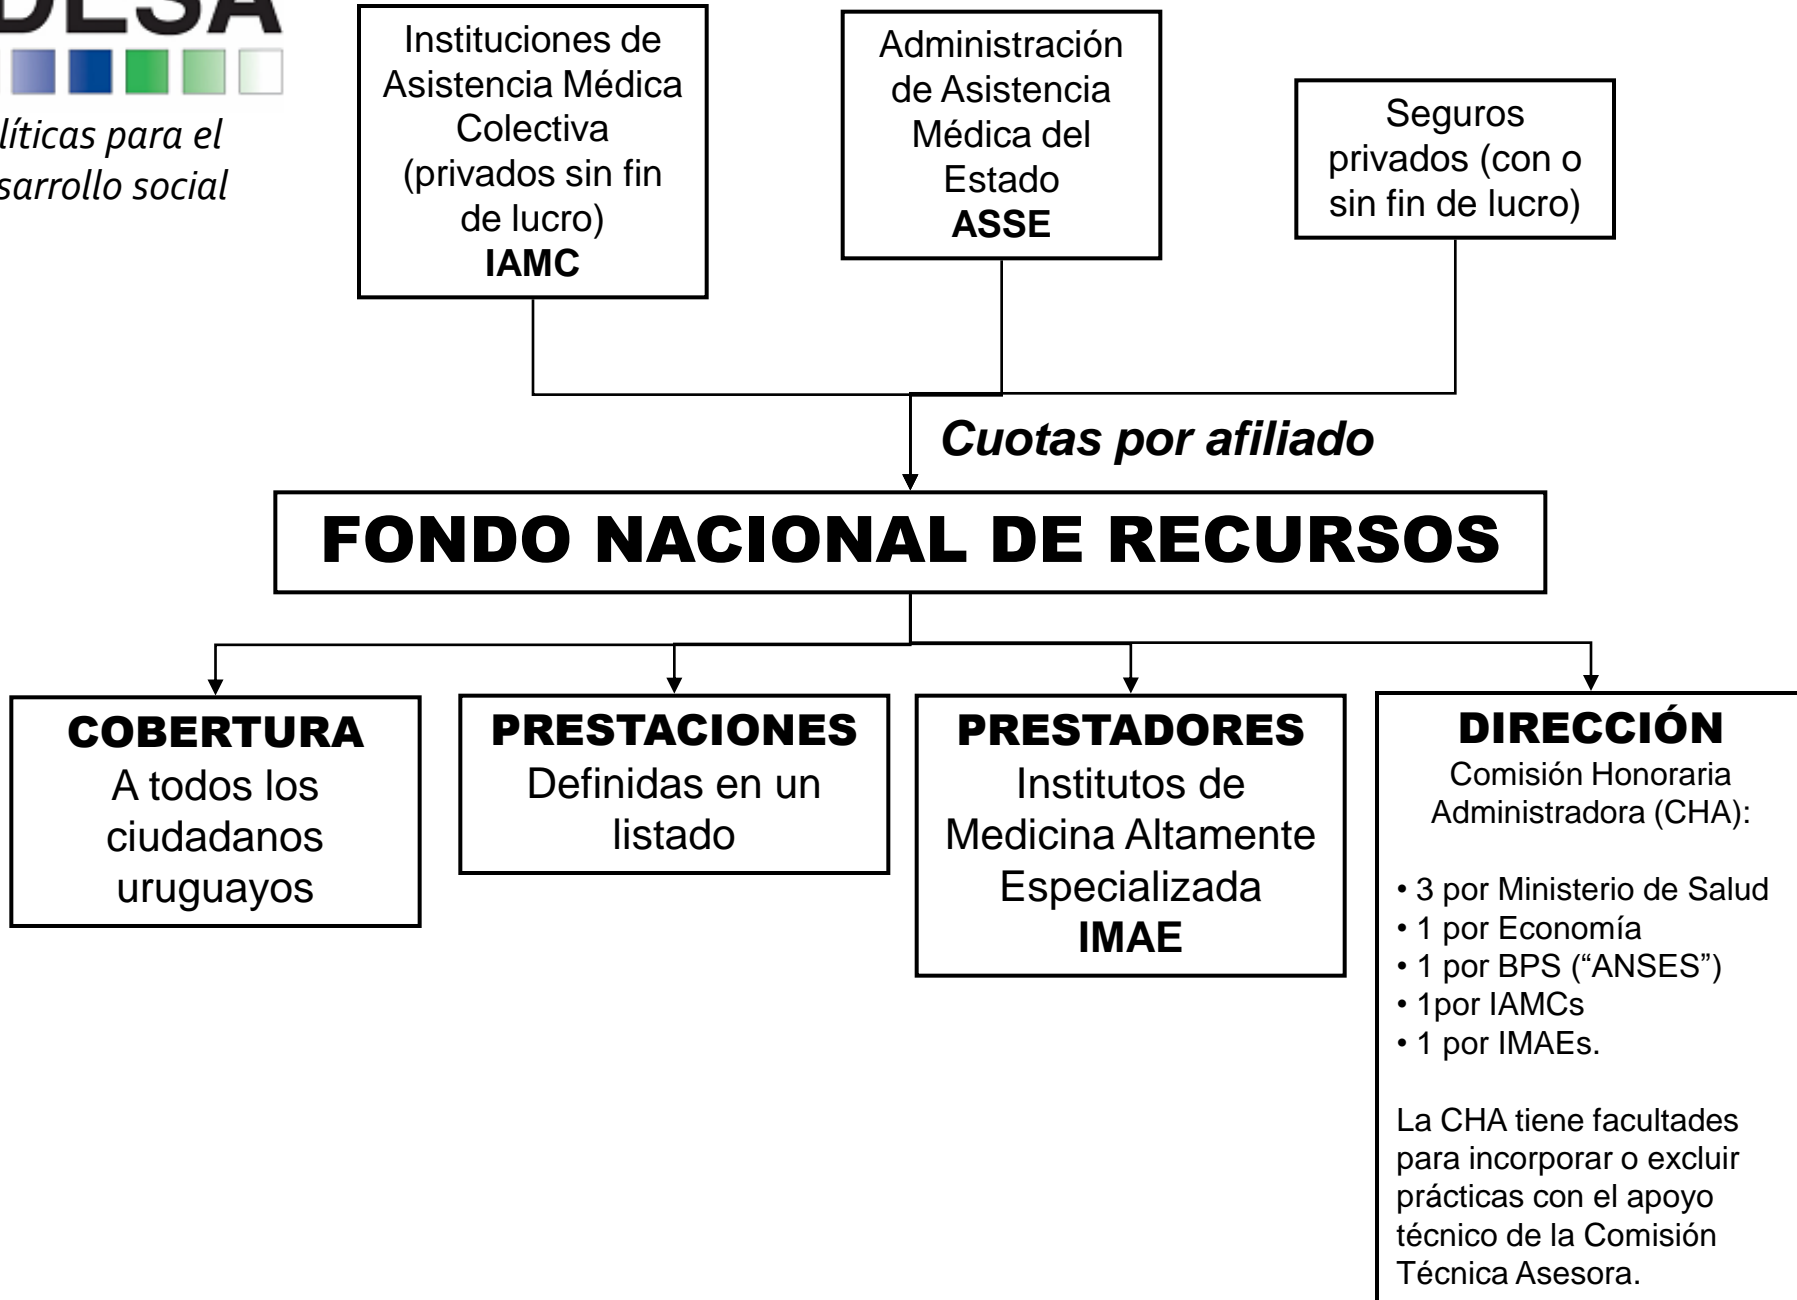 DESA
líticas para el
sarrollo social
Instituciones de
Asistencia Médica
Colectiva
(privados sin fin
de lucro)
IAMC
Administración
de Asistencia
Médica del
Estado
ASSE
Seguros
privados (con o
sin fin de lucro)
Cuotas por afiliado
FONDO NACIONAL DE RECURSOS
COBERTURA
A todos los
ciudadanos
uruguayos
PRESTACIONES
Definidas en un
listado
PRESTADORES
Institutos de
Medicina Altamente
Especializada
IMAE
DIRECCIÓN
Comisión Honoraria
Administradora (CHA):
• 3 por Ministerio de Salud
• 1 por Economía
• 1 por BPS (“ANSES”)
• 1por IAMCs
• 1 por IMAEs.
La CHA tiene facultades
para incorporar o excluir
prácticas con el apoyo
técnico de la Comisión
Técnica Asesora.